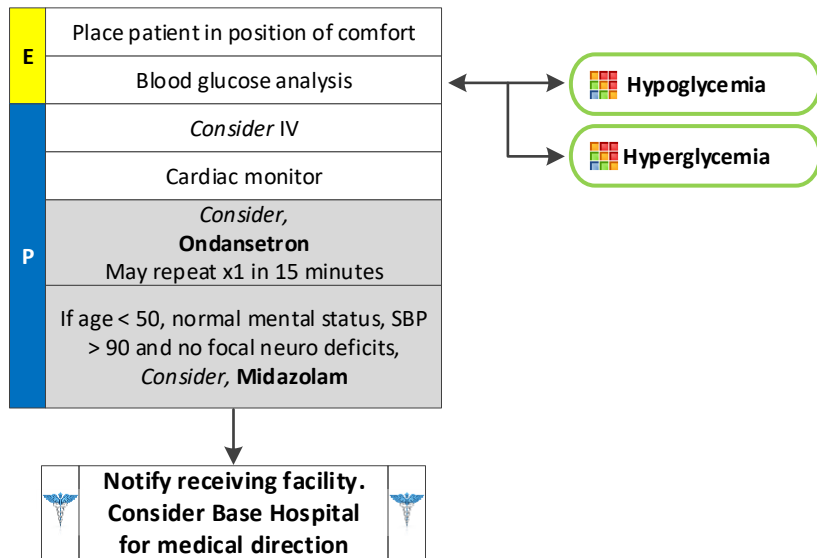 E
Place patient in position of comfort
Blood glucose analysis
Hypoglycemia
Hyperglycemia
P
Consider IV
Cardiac monitor
Consider,
Ondansetron
May repeat x1 in 15 minutes
If age < 50, normal mental status, SBP
> 90 and no focal neuro deficits,
Consider, Midazolam
Notify receiving facility.
Consider Base Hospital
for medical direction